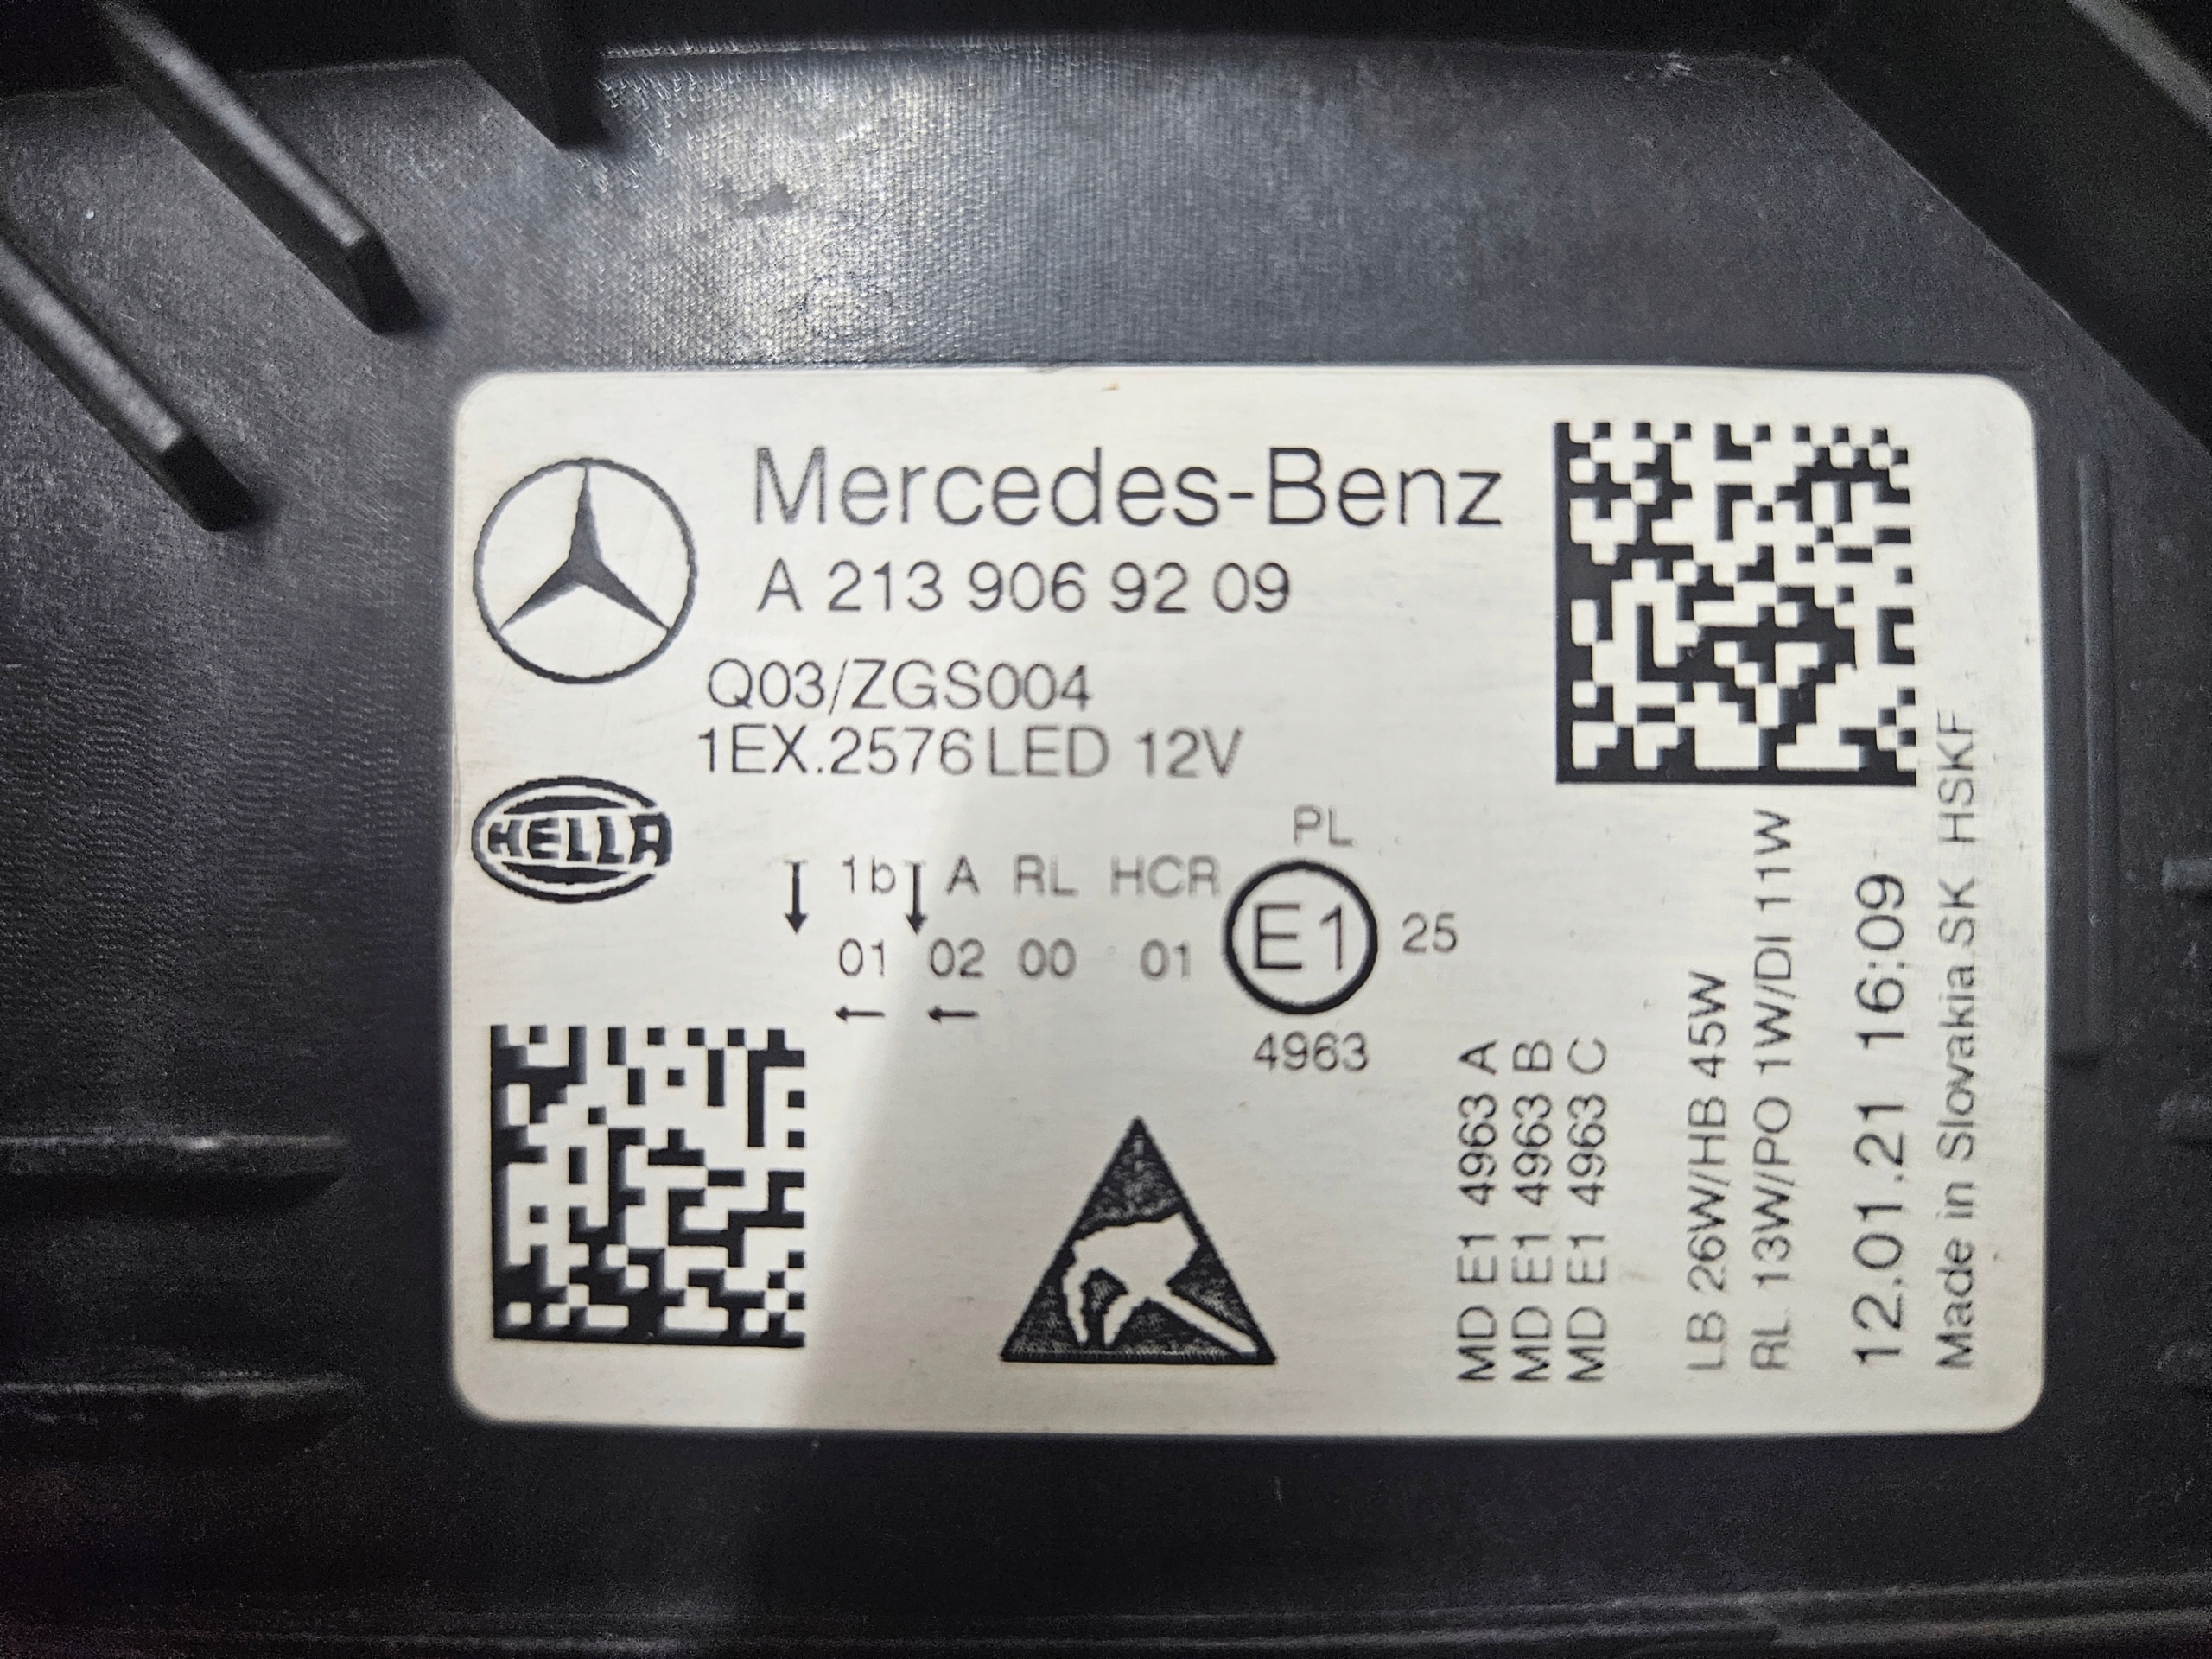 Mercedes-Benz
A 213 906 92 09
Q03/ZGS004
1EX.2576 LED 12V
HELLA
PL
1b A RL HCR
E1 25
01 02 00 01
4963
MD E1 4963 A
MD E1 4963 B
MD E1 4963 C
LB 26W/HB 45W
RL 13W/PO 1W/DI 11W
12.01.21 16:09
Made in Slovakia.SK HSKF